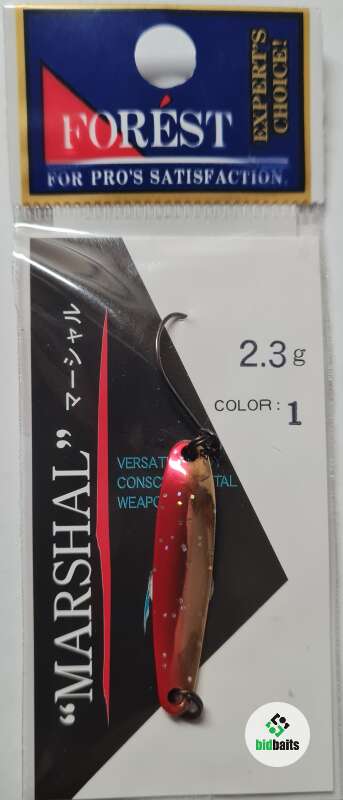 FORÉST
EXPERT'S
CHOICE!
FOR PRO'S SATISFACTION.
2.3g
COLOR: 1
"MARSHAL" マーシャル
bidbaits